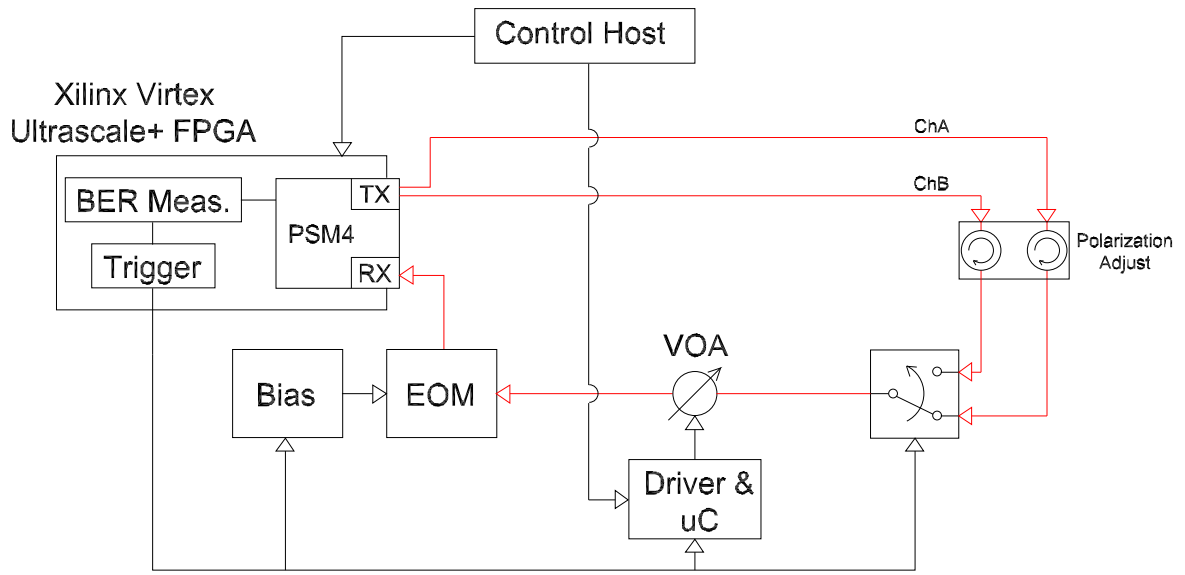 Control Host
Xilinx Virtex
Ultrascale+ FPGA
ChA
BER Meas.
TX
ChB
PSM4
Polarization
Adjust
Trigger
RX
VOA
Bias
EOM
Driver &
uC